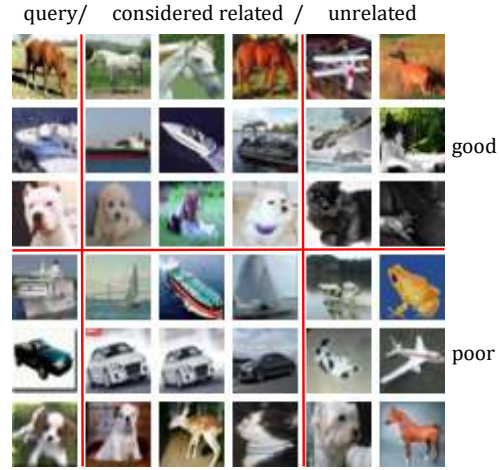 query/ considered related / unrelated
good
poor